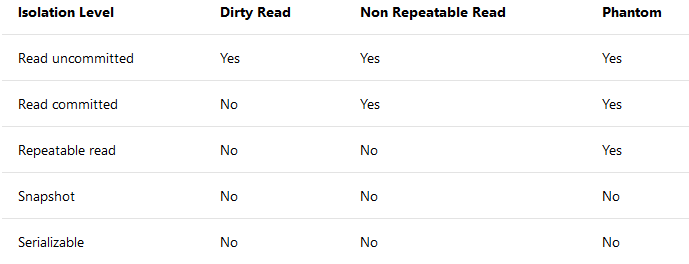 Isolation Level Dirty Read Non Repeatable Read Phantom
Read uncommitted Yes Yes Yes
Read committed No Yes Yes
Repeatable read No No Yes
Snapshot No No No
Serializable No No No